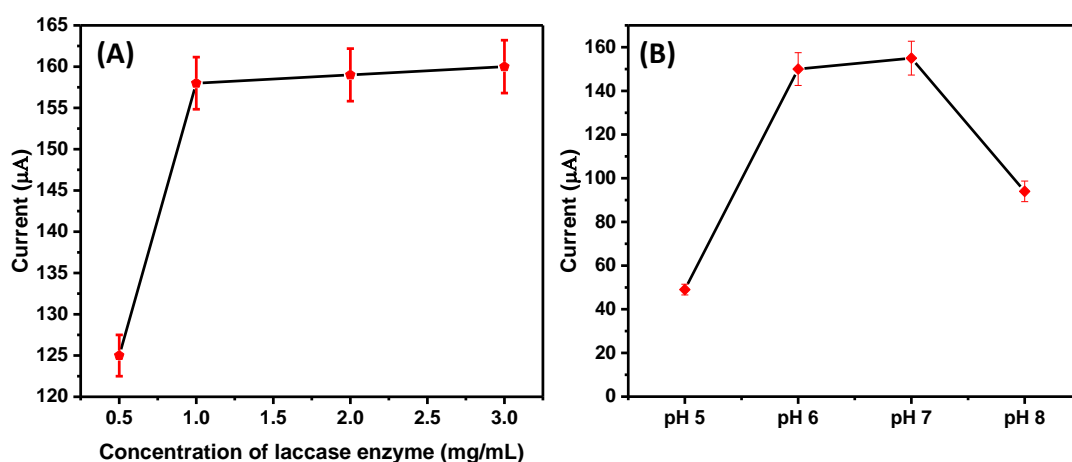 (A)
Current (μA)
165
160
155
150
145
140
135
130
125
120
0.5 1.0 1.5 2.0 2.5 3.0
Concentration of laccase enzyme (mg/mL)
(B)
Current (μA)
160
140
120
100
80
60
40
20
0
pH 5 pH 6 pH 7 pH 8